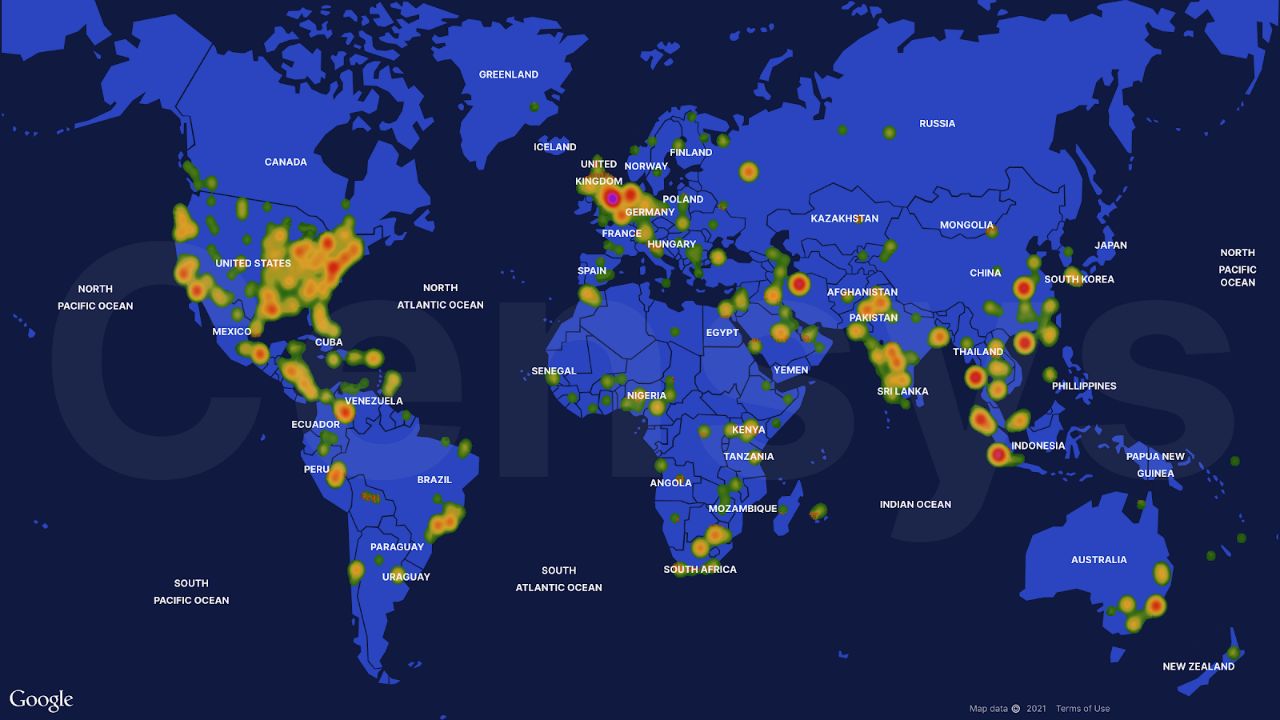 GREENLAND
RUSSIA
ICELAND
FINLAND
CANADA
UNITED
KINGDOM
NORWAY
POLAND
GERMANY
KAZAKHSTAN
MONGOLIA
FRANCE
HUNGARY
JAPAN
UNITED STATES
SPAIN
CHINA
SOUTH KOREA
NORTH
PACIFIC
OCEAN
NORTH
PACIFIC OCEAN
NORTH
ATLANTIC OCEAN
AFGHANISTAN
PAKISTAN
MEXICO
CUBA
EGYPT
THAILAND
SENEGAL
YEMEN
PHILLIPPINES
VENEZUELA
NIGERIA
SRI LANKA
ECUADOR
KENYA
INDONESIA
PERU
BRAZIL
TANZANIA
PAPUA NEW
GUINEA
ANGOLA
MOZAMBIQUE
INDIAN OCEAN
PARAGUAY
AUSTRALIA
URAGUAY
SOUTH AFRICA
SOUTH
PACIFIC OCEAN
SOUTH
ATLANTIC OCEAN
NEW ZEALAND
Censys
Google
Map data © 2021 Terms of Use